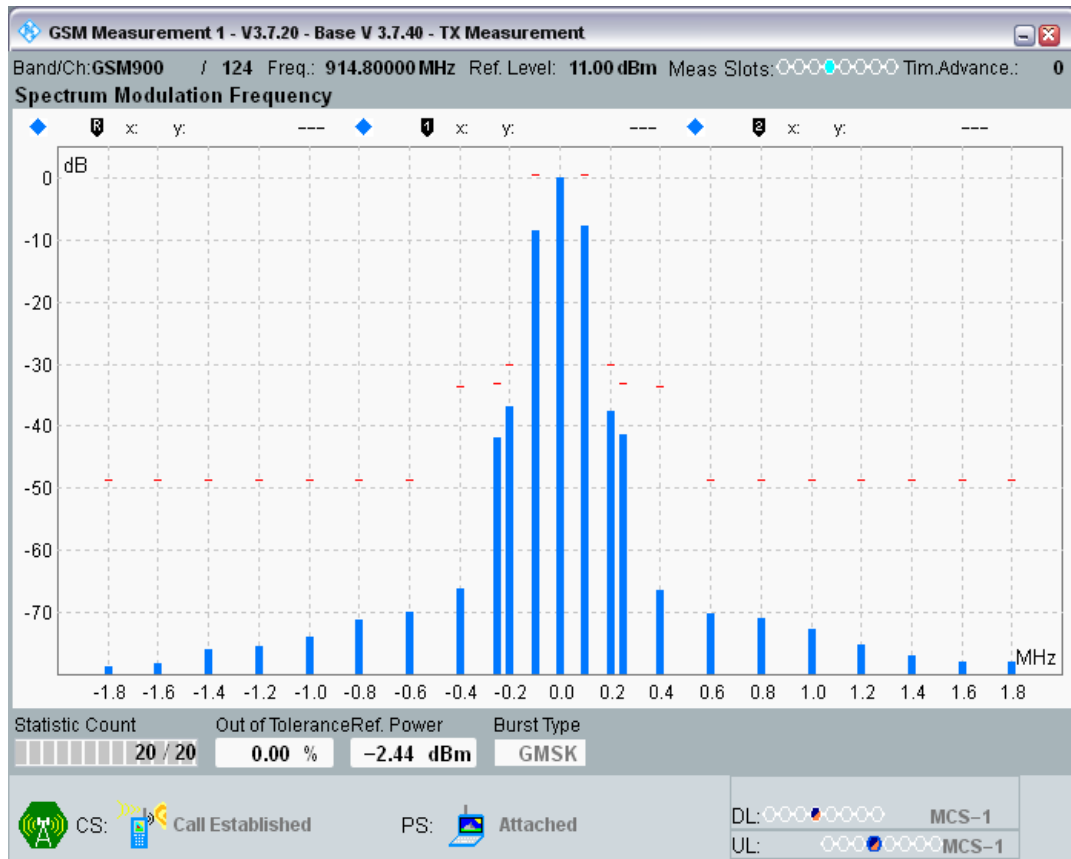 GSM Measurement 1 - V3.7.20 - Base V 3.7.40 - TX Measurement
Band/Ch:GSM900 / 124 Freq.: 914.80000 MHz Ref. Level: 11.00 dBm Meas Slots: Tim.Advance.: 0
Spectrum Modulation Frequency
R x: y: --- 1 x: y: --- 2 x: y: ---
dB
0
-10
-20
-30
-40
-50
-60
-70
MHz
-1.8 -1.6 -1.4 -1.2 -1.0 -0.8 -0.6 -0.4 -0.2 0.0 0.2 0.4 0.6 0.8 1.0 1.2 1.4 1.6 1.8
Statistic Count Out of Tolerance Ref. Power Burst Type
20 / 20 0.00 % −2.44 dBm GMSK
CS: Call Established PS: Attached
DL: MCS−1
UL: MCS−1